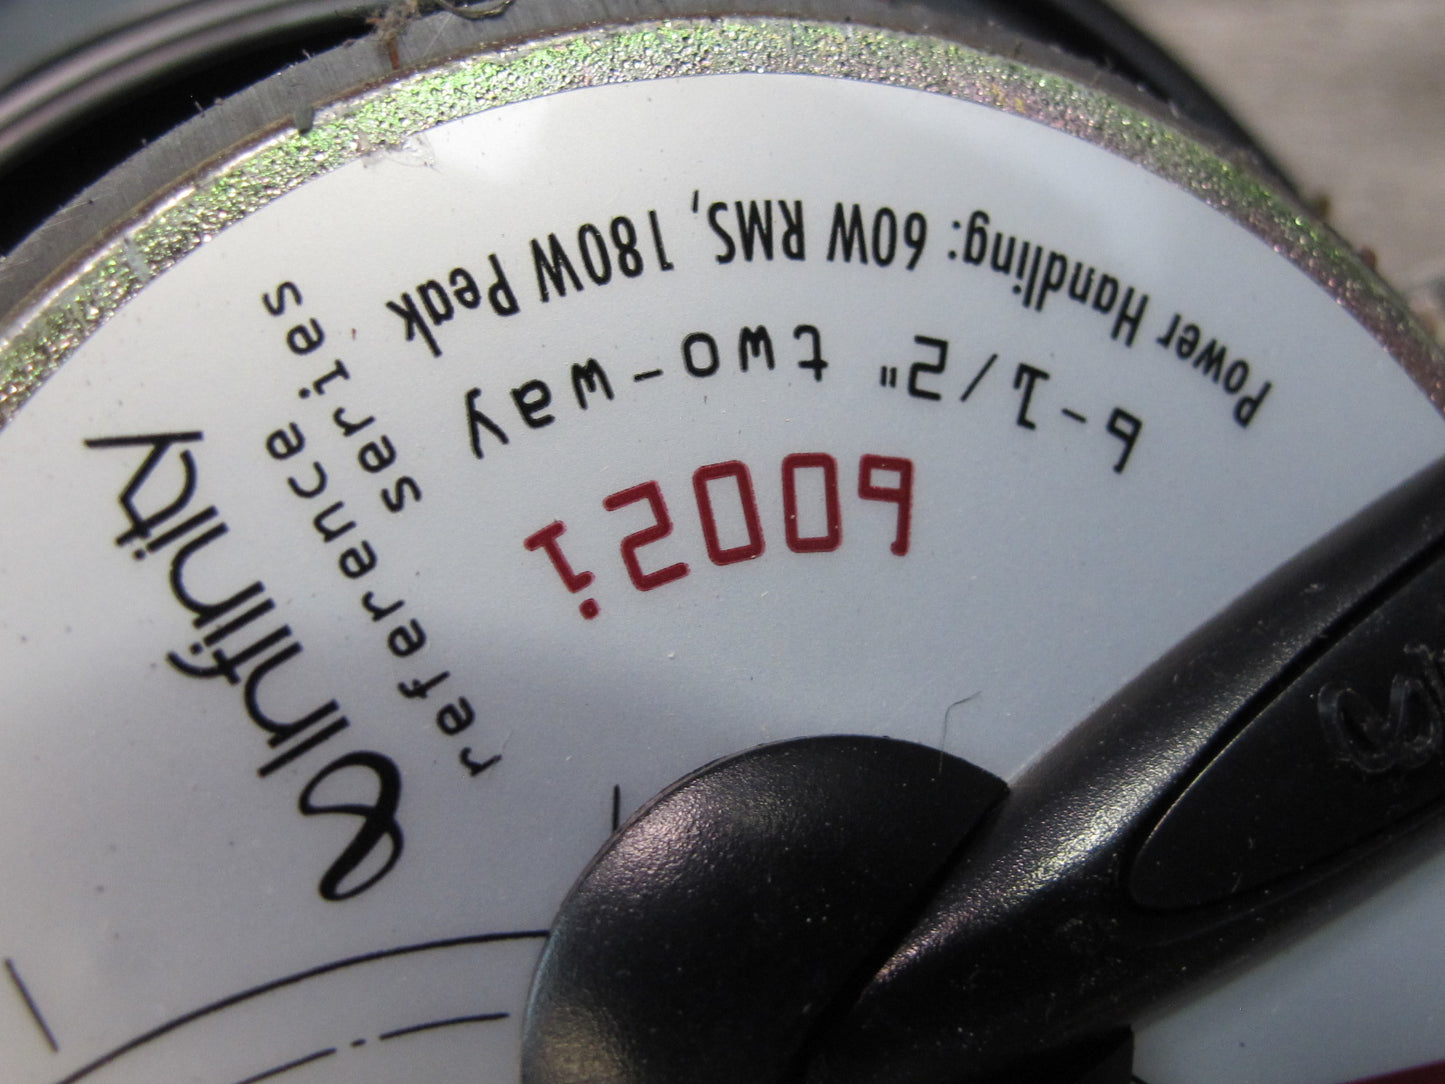 6002i
6-1/2" two-way
Power Handling: 60W RMS, 180W Peak
Infinity
reference
series